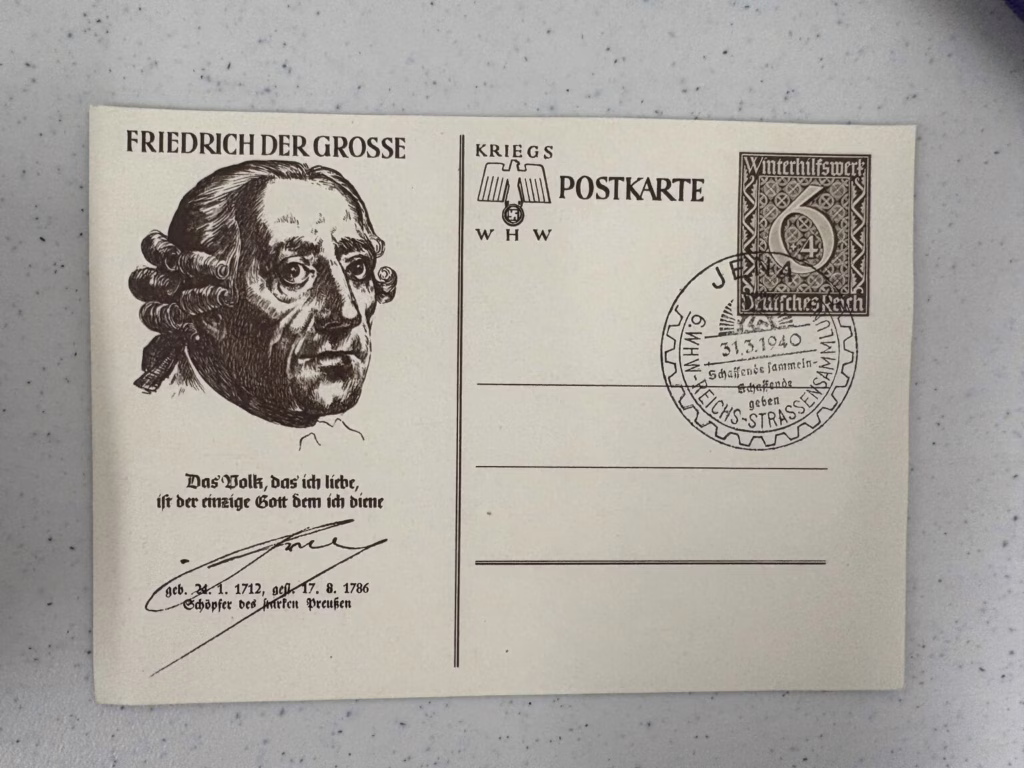 FRIEDRICH DER GROSSE
Das Volk, das ich liebe,
ist der einzige Gott dem ich diene
geb. 24. 1. 1712, gest. 17. 8. 1786
Schöpfer des starken Preußen
KRIEGS
WHW
POSTKARTE
Winterhilfswerk
6
4
Deutsches Reich
JENA
31.3.1940
Schaffende sammeln-
Schaffende
geben
6. WHW-REICHS-STRASSENSAMMLUNG